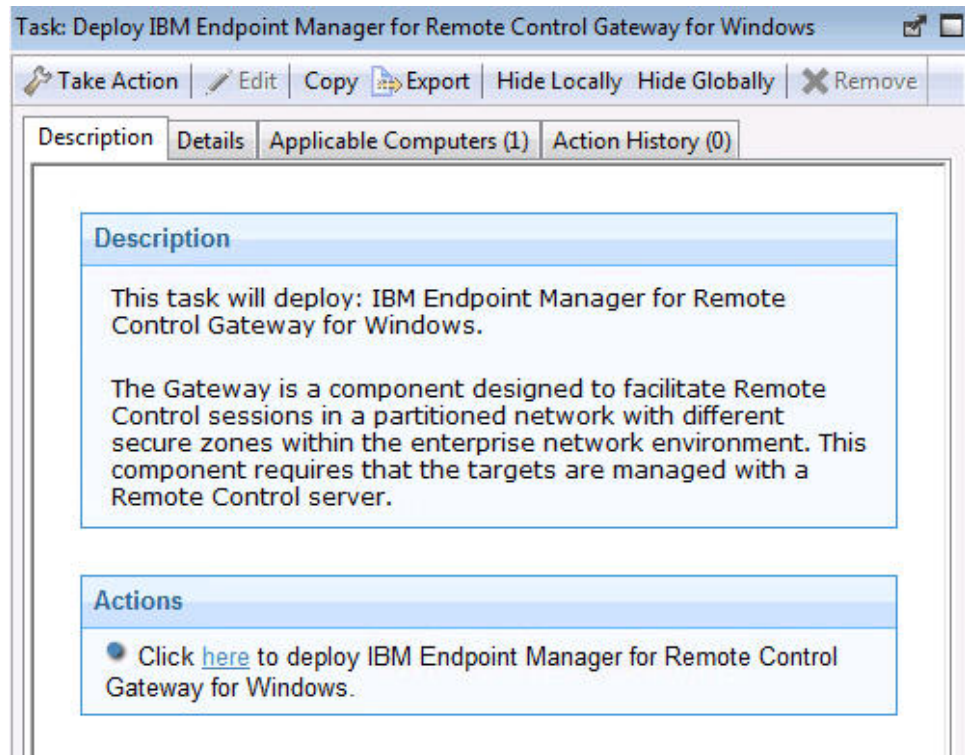 Task: Deploy IBM Endpoint Manager for Remote Control Gateway for Windows
Take Action Edit Copy Export Hide Locally Hide Globally Remove
Description Details Applicable Computers (1) Action History (0)
Description
This task will deploy: IBM Endpoint Manager for Remote
Control Gateway for Windows.
The Gateway is a component designed to facilitate Remote
Control sessions in a partitioned network with different
secure zones within the enterprise network environment. This
component requires that the targets are managed with a
Remote Control server.
Actions
Click here to deploy IBM Endpoint Manager for Remote Control
Gateway for Windows.